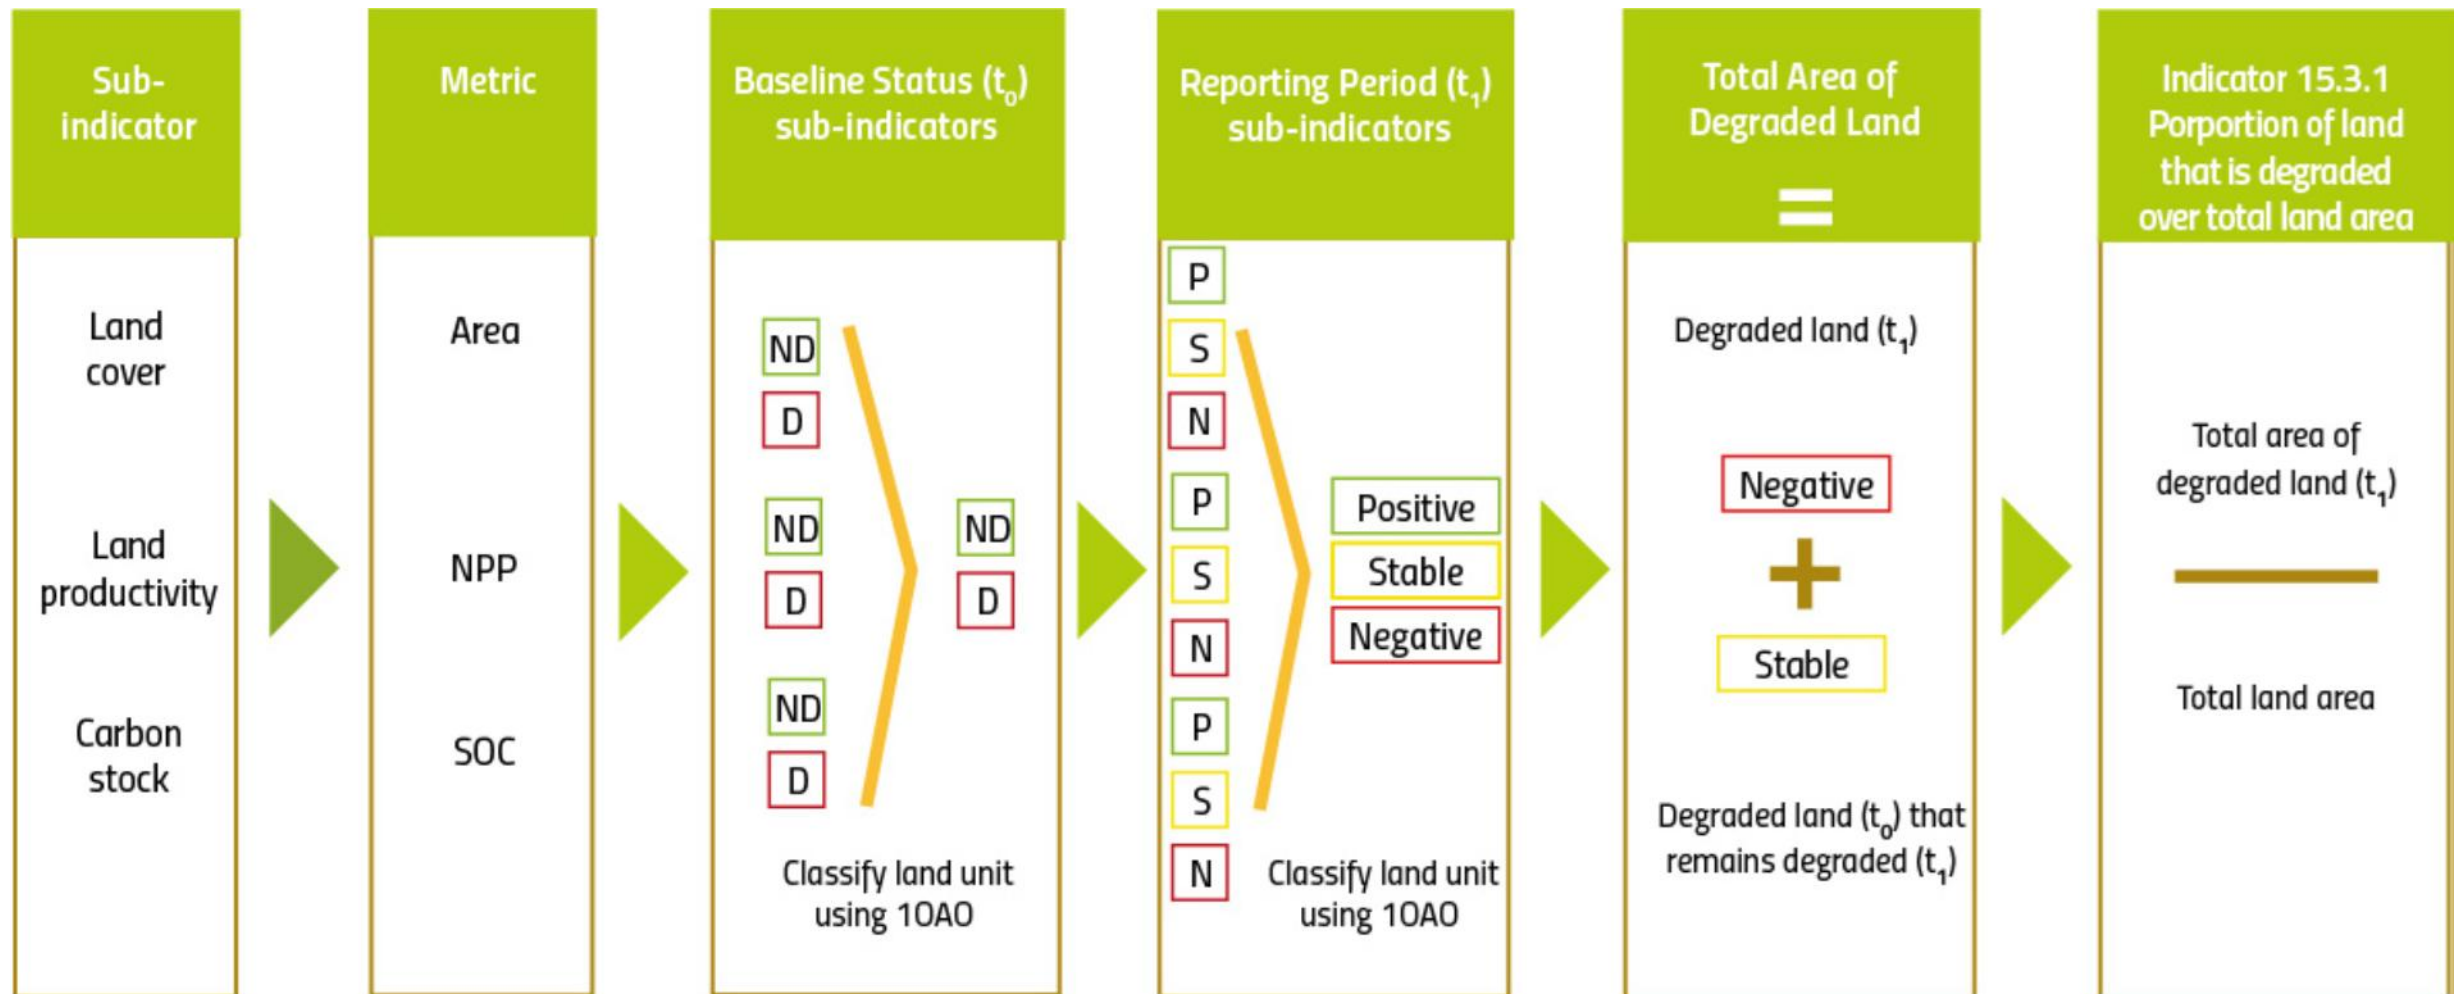 Sub-
indicator
Land
cover
Land
productivity
Carbon
stock
Metric
Area
NPP
SOC
Baseline Status (t0)
sub-indicators
ND
D
ND
D
ND
D
ND
D
Classify land unit
using 1OAO
Reporting Period (t1)
sub-indicators
P
S
N
P
S
N
P
S
N
Positive
Stable
Negative
Classify land unit
using 1OAO
Total Area of
Degraded Land
=
Degraded land (t1)
Negative
+
Stable
Degraded land (t0) that
remains degraded (t1)
Indicator 15.3.1
Porportion of land
that is degraded
over total land area
Total area of
degraded land (t1)
Total land area